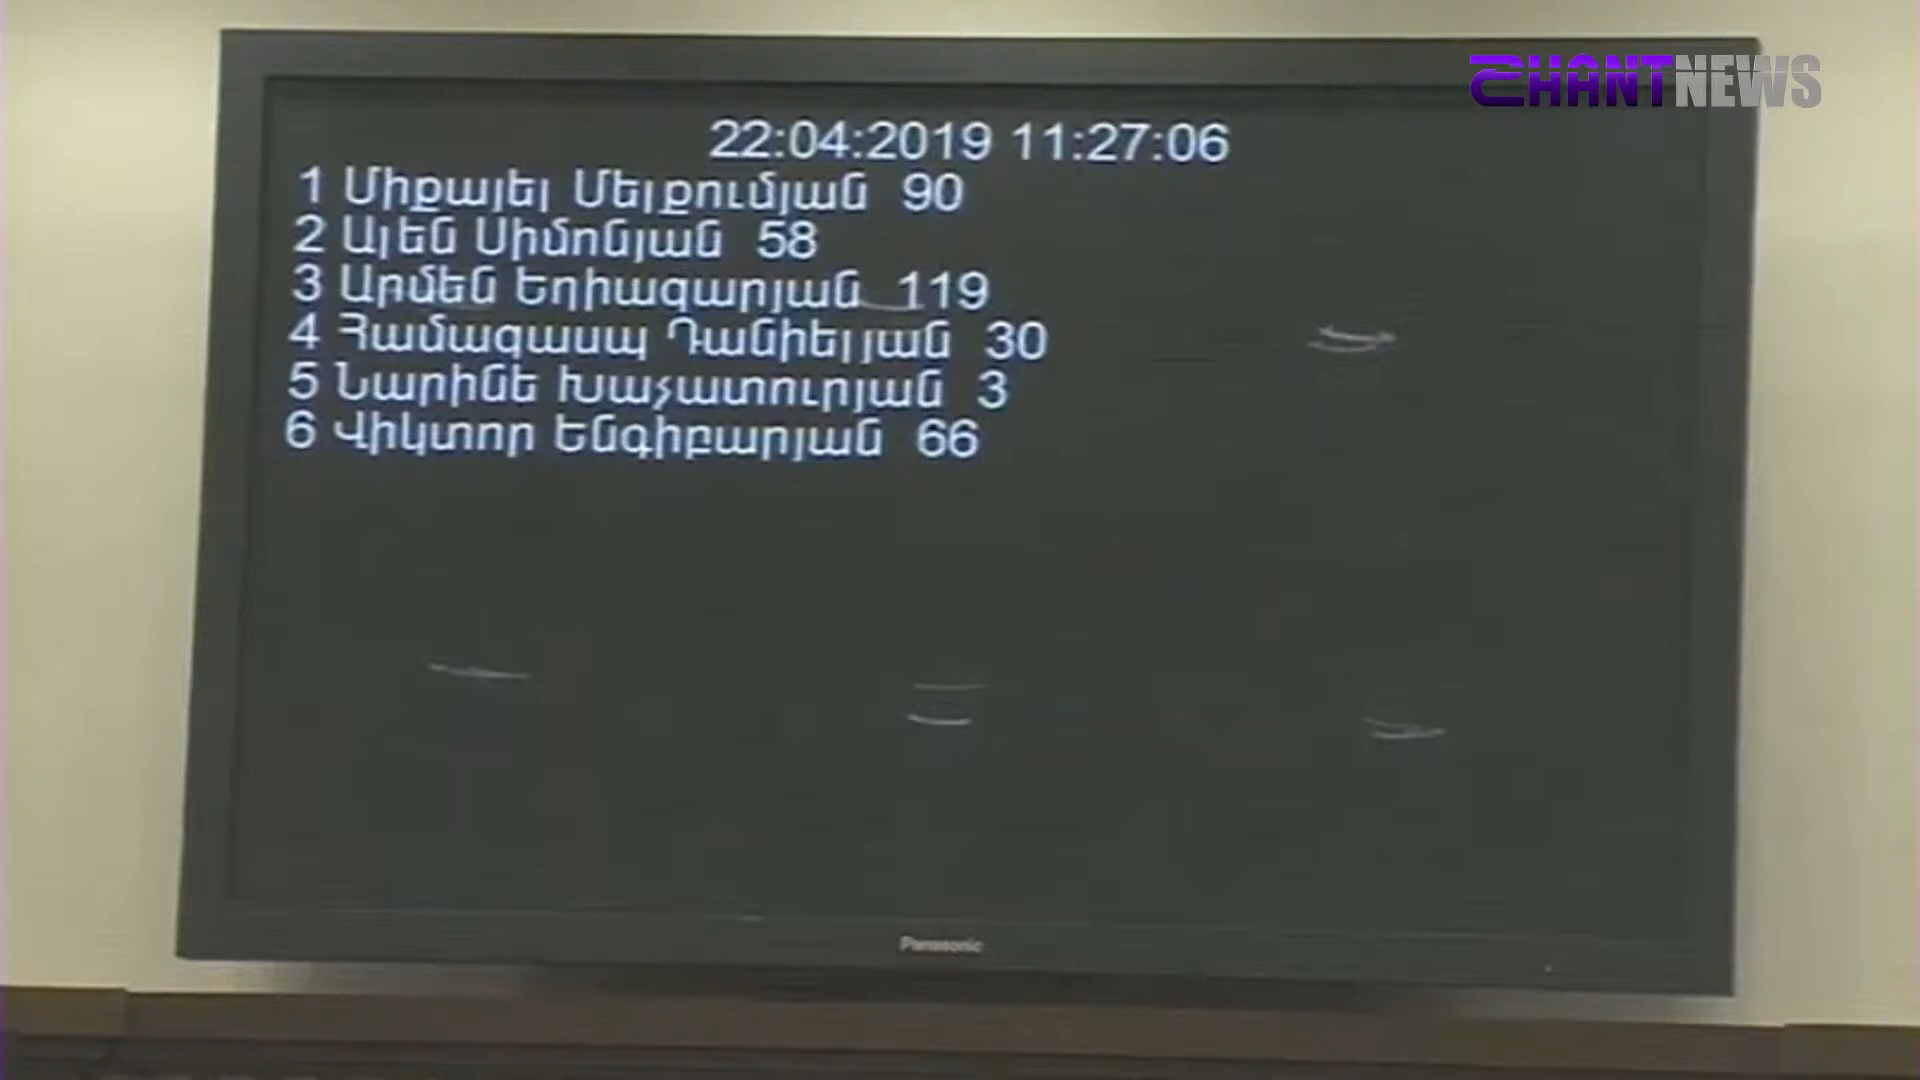 SHANTNEWS
22:04:2019 11:27:06
1 Միքայել Մելքումյան 90
2 Ալեն Սիմոնյան 58
3 Արմեն Եղիազարյան 119
4 Համազասպ Դանիելյան 30
5 Նարինե Խաչատուրյան 3
6 Վիկտոր Ենգիբարյան 66
Panasonic